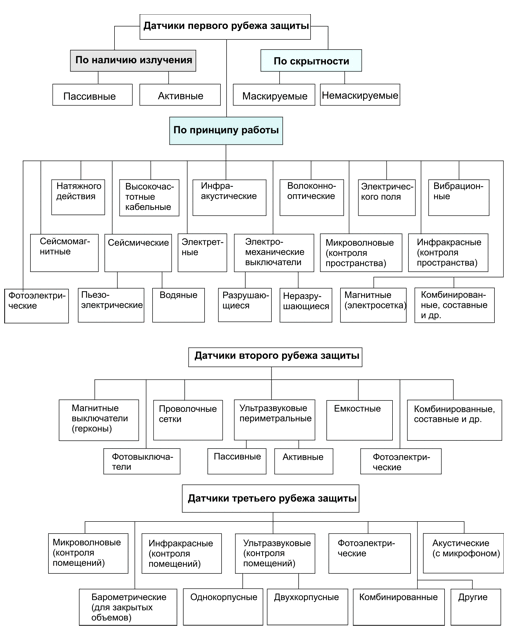 Датчики первого рубежа защиты
По наличию излучения
По скрытности
Пассивные
Активные
Маскируемые
Немаскируемые
По принципу работы
Натяжного
действия
Высокочас-
тотные
кабельные
Инфра-
акустические
Волоконно-
оптические
Электричес-
кого поля
Вибрацион-
ные
Сейсмомаг-
нитные
Сейсмические
Электрет-
ные
Электро-
механические
выключатели
Микроволновые
(контроля
пространства)
Инфракрасные
(контроля
пространства)
Фотоэлектри-
ческие
Пьезо-
электрические
Водяные
Разрушаю-
щиеся
Неразру-
шающиеся
Магнитные
(электросетка)
Комбинирован-
ные, составные
и др.
Датчики второго рубежа защиты
Магнитные
выключатели
(герконы)
Проволочные
сетки
Ультразвуковые
периметральные
Емкостные
Комбинированные,
составные и др.
Фотовыключа-
тели
Пассивные
Активные
Фотоэлектри-
ческие
Датчики третьего рубежа защиты
Микроволновые
(контроля
помещений)
Инфракрасные
(контроля
помещений)
Ультразвуковые
(контроля
помещений)
Фотоэлектри-
ческие
Акустические
(с микрофоном)
Барометрические
(для закрытых
объемов)
Однокорпусные
Двухкорпусные
Комбинированные
Другие